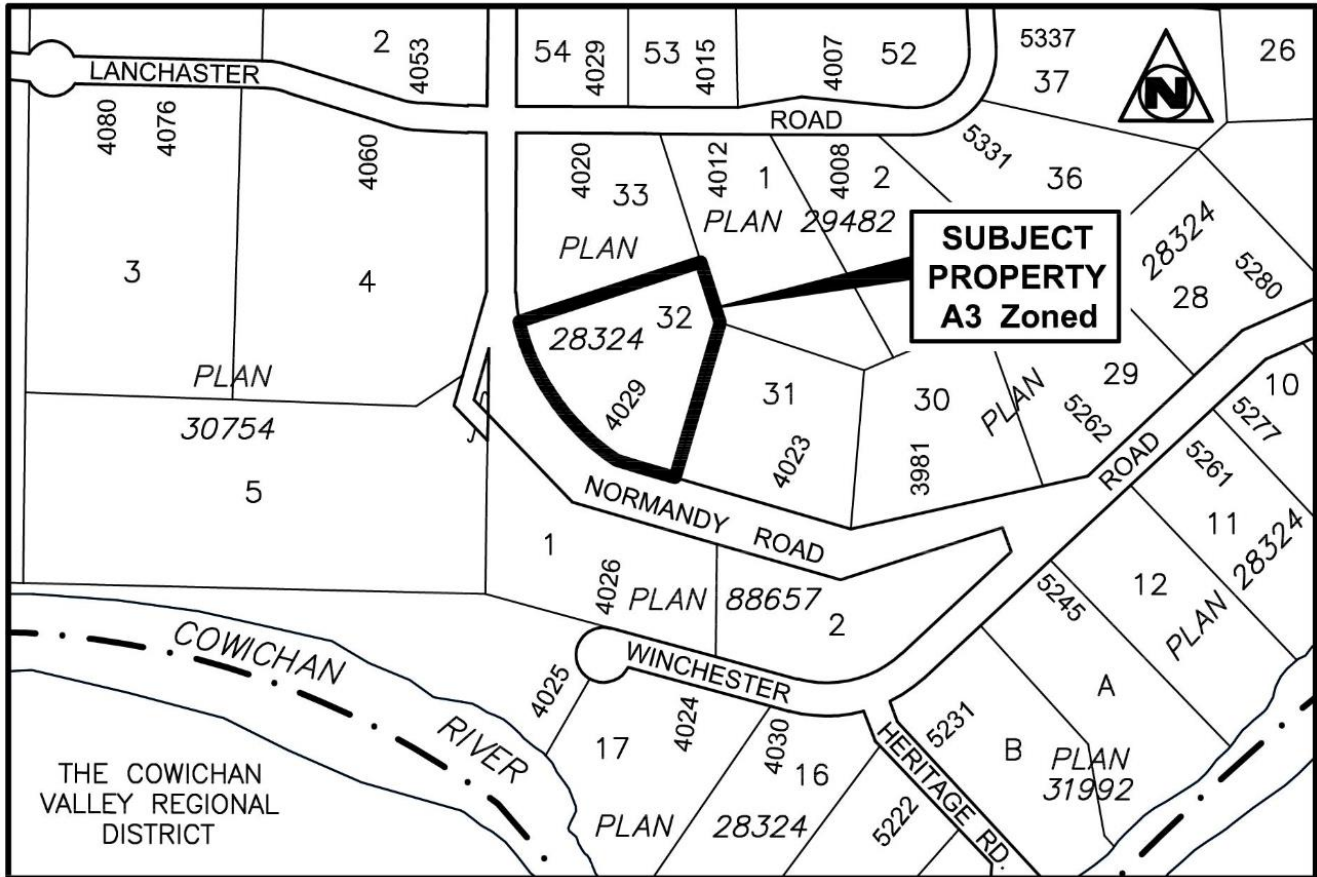 2
4053
54
4029
53
4015
4007
52
5337
37
26
N
LANCHASTER
ROAD
4080
4076
4060
4020
33
4012
1
4008
2
5331
36
PLAN
PLAN 29482
SUBJECT
PROPERTY
A3 Zoned
28324
28
5280
3
4
32
28324
4029
PLAN
30754
31
4023
30
3981
PLAN
29
5262
10
5277
ROAD
5261
11
28324
5
NORMANDY ROAD
1
4026
PLAN 88657
2
5245
12
PLAN
COWICHAN
RIVER
WINCHESTER
4025
17
4024
4030
16
5222
HERITAGE RD.
5231
A
B
PLAN
31992
PLAN 28324
THE COWICHAN
VALLEY REGIONAL
DISTRICT